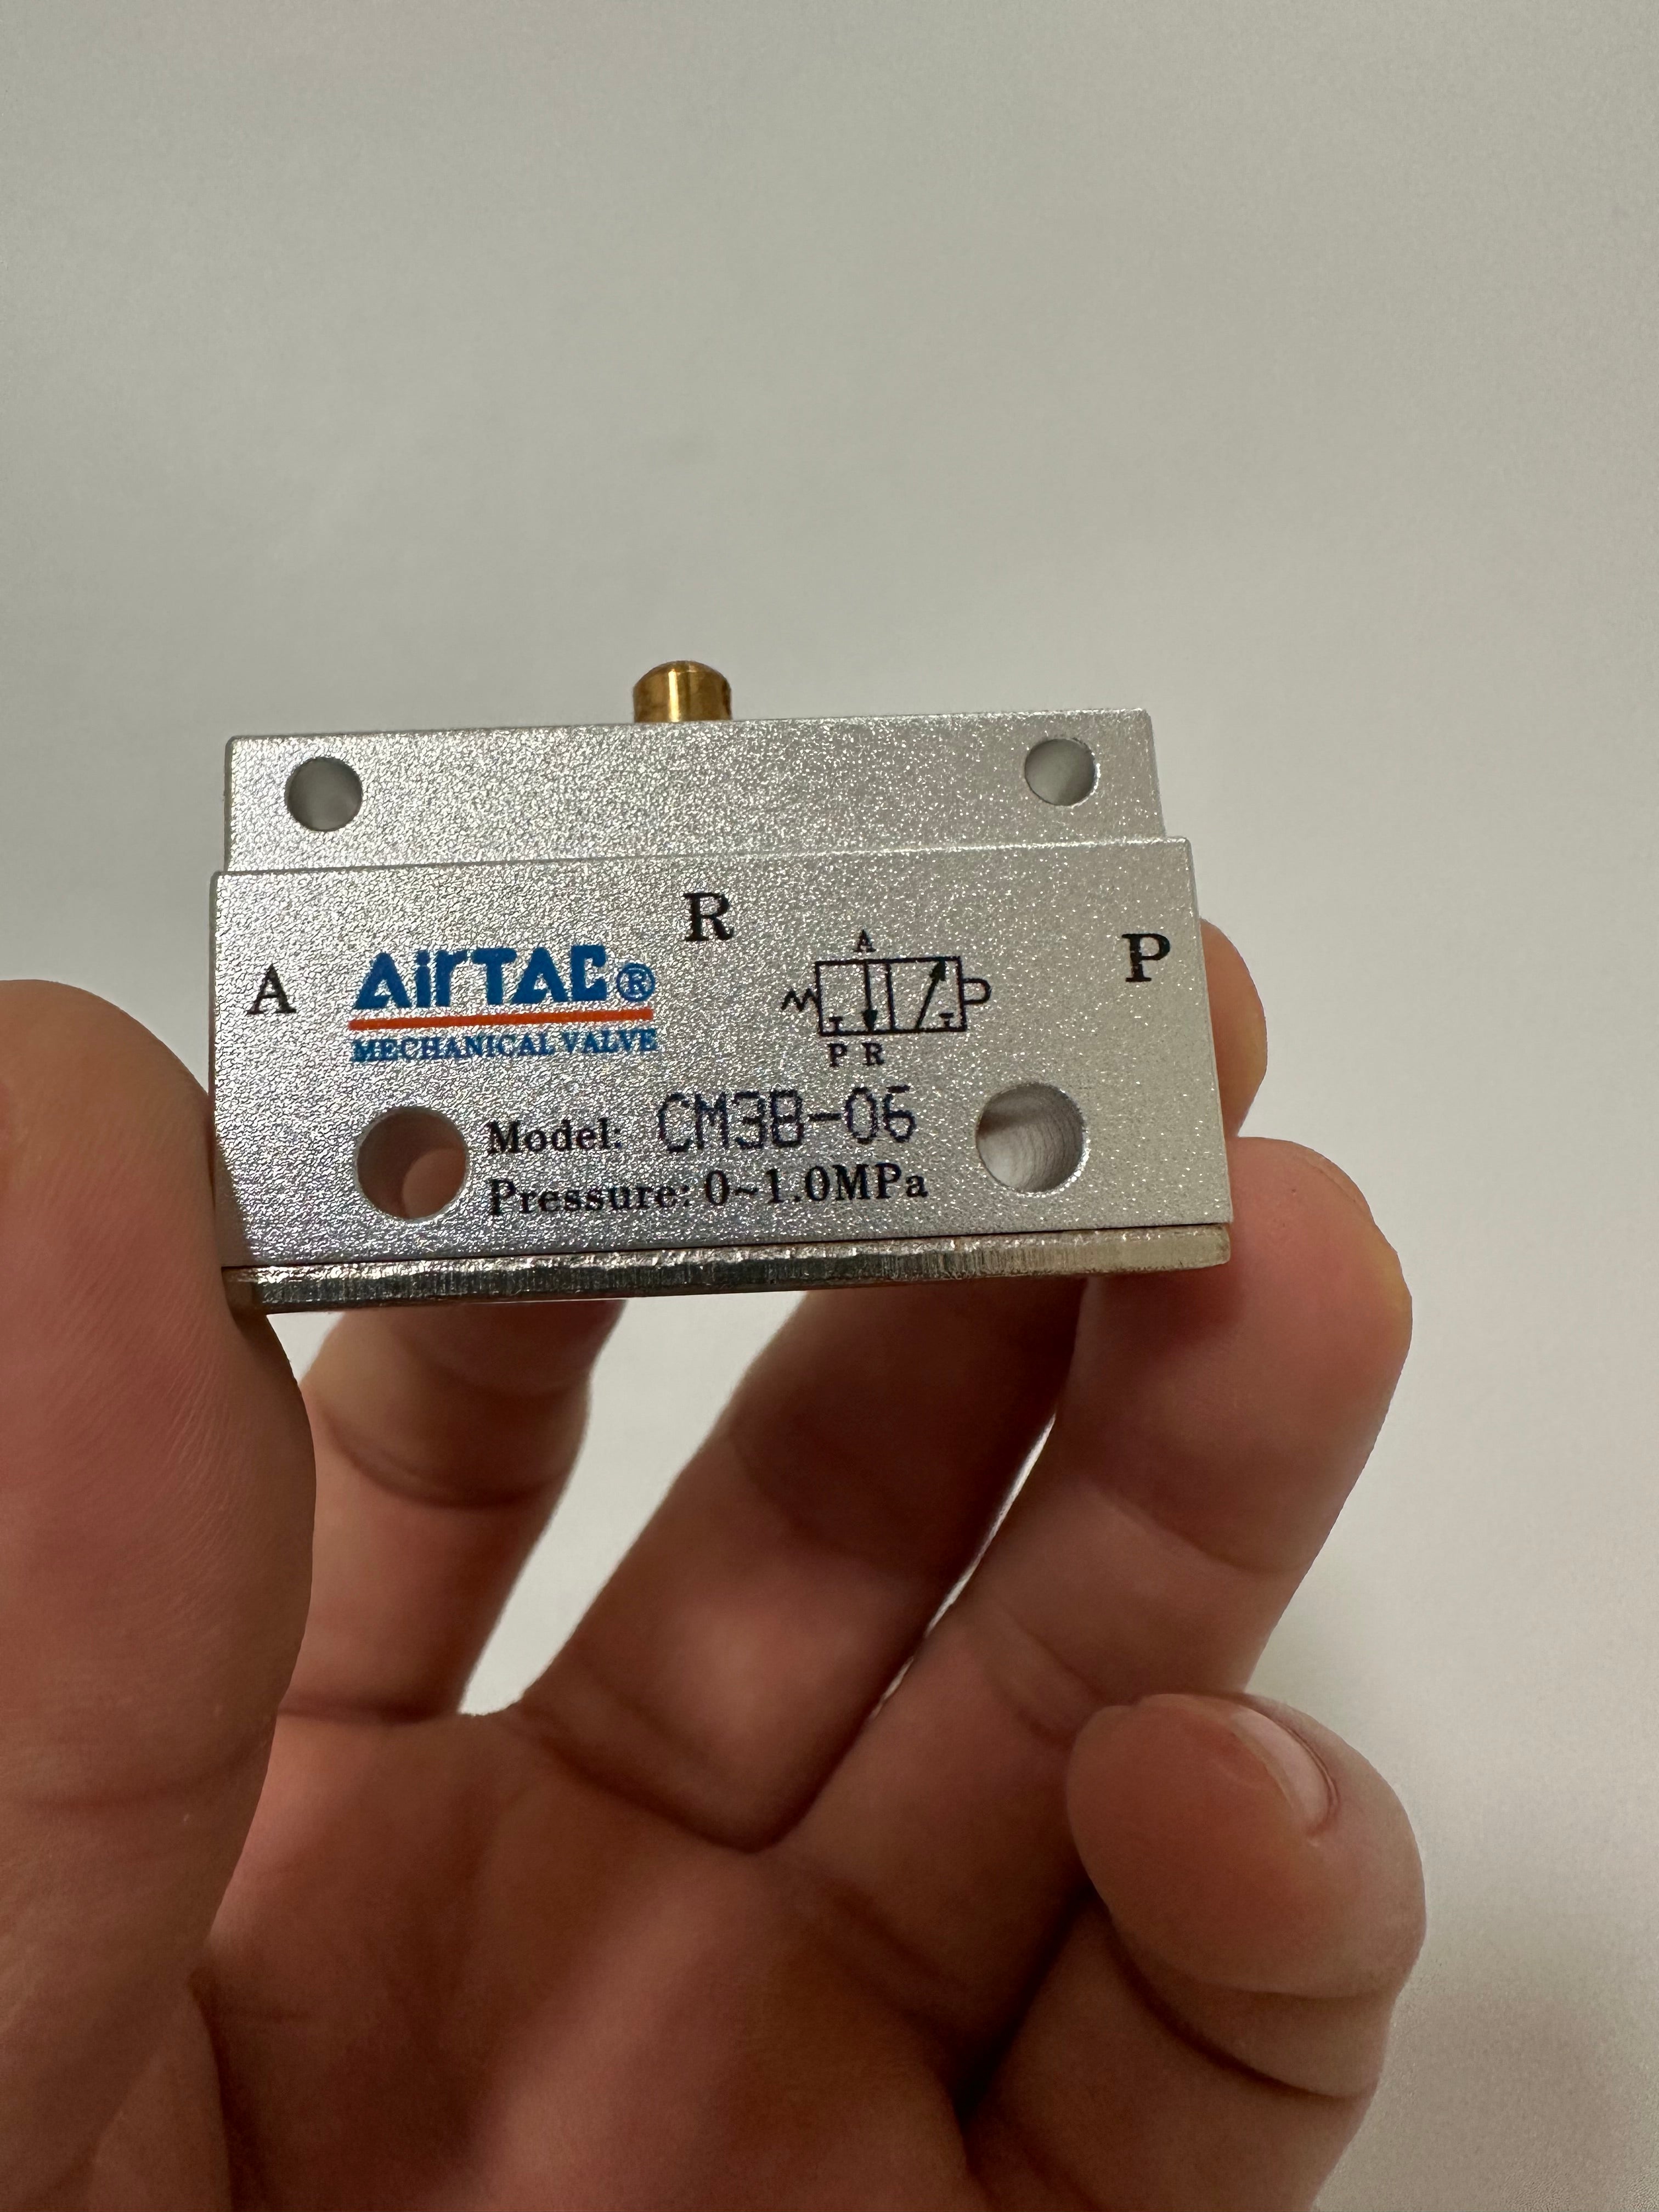 R
A
P
AirTAC®
MECHANICAL VALVE
A
P R
Model: CM3B-06
Pressure: 0~1.0MPa